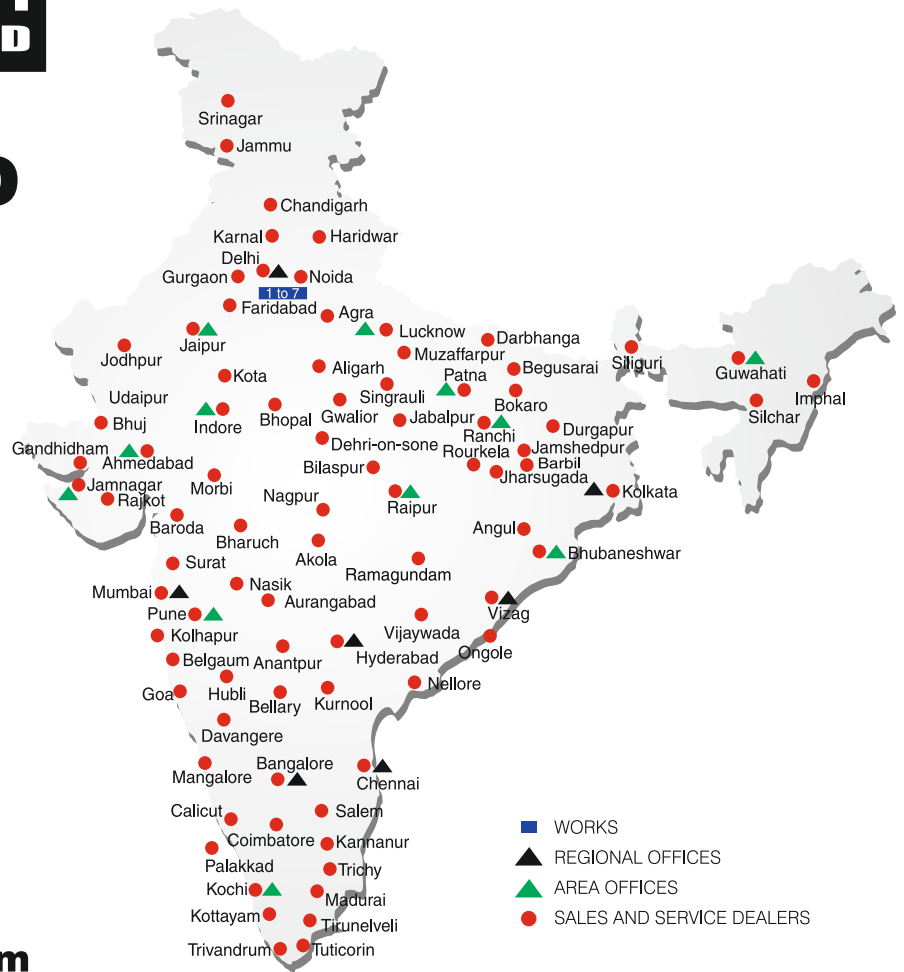 D
Srinagar
Jammu
Chandigarh
Karnal
Haridwar
Delhi
Gurgaon
Noida
1 to 7
Faridabad
Agra
Jaipur
Lucknow
Darbhanga
Jodhpur
Muzaffarpur
Siliguri
Aligarh
Begusarai
Guwahati
Kota
Patna
Singrauli
Imphal
Udaipur
Bokaro
Silchar
Bhuj
Indore
Bhopal
Gwalior
Jabalpur
Ranchi
Durgapur
Gandhidham
Dehri-on-sone
Ahmedabad
Rourkela
Jamshedpur
Bilaspur
Barbil
Jamnagar
Morbi
Jharsugada
Rajkot
Nagpur
Raipur
Kolkata
Baroda
Angul
Bharuch
Akola
Bhubaneshwar
Surat
Ramagundam
Nasik
Mumbai
Aurangabad
Pune
Vizag
Kolhapur
Vijaywada
Ongole
Belgaum
Anantpur
Hyderabad
Goa
Hubli
Nellore
Bellary
Kurnool
Davangere
Bangalore
Mangalore
Chennai
Calicut
Salem
Coimbatore
Kannanur
Palakkad
Trichy
Kochi
Madurai
Kottayam
Tirunelveli
Trivandrum
Tuticorin
WORKS
REGIONAL OFFICES
AREA OFFICES
SALES AND SERVICE DEALERS
m